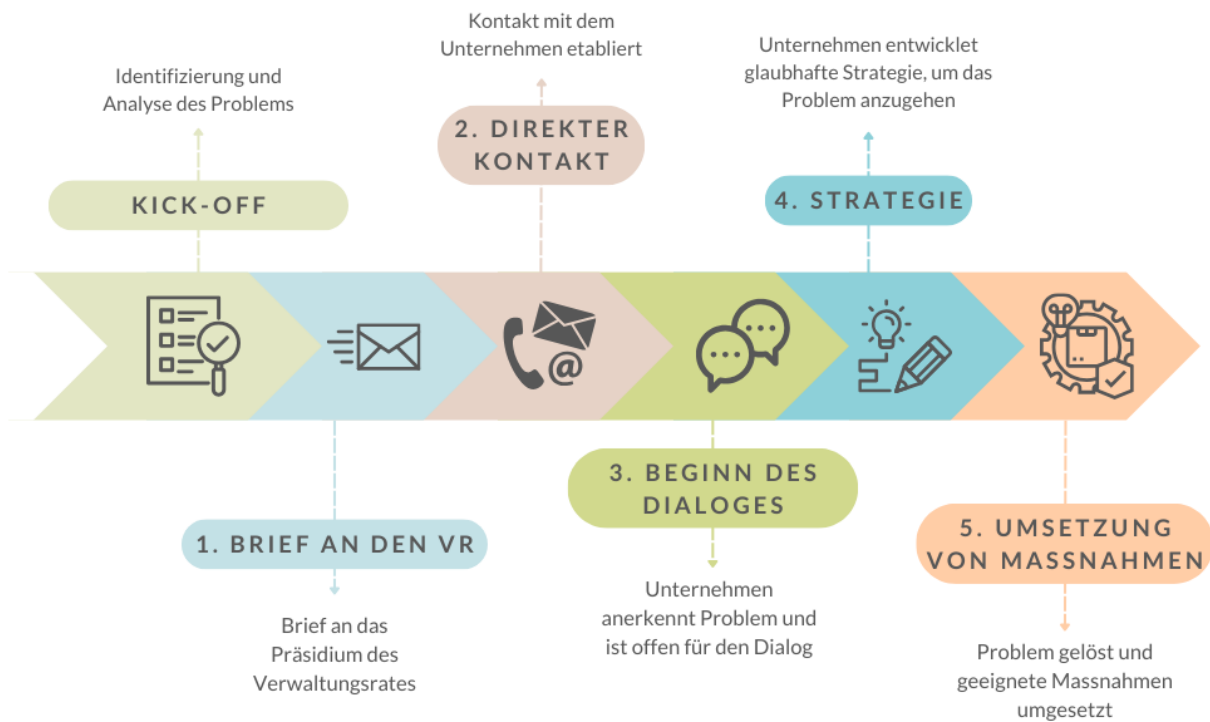 Identifizierung und
Analyse des Problems
KICK-OFF
1. BRIEF AN DEN VR
Brief an das
Präsidium des
Verwaltungsrates
Kontakt mit dem
Unternehmen etabliert
2. DIREKTER
KONTAKT
@
3. BEGINN DES
DIALOGES
Unternehmen
anerkennt Problem und
ist offen für den Dialog
Unternehmen entwicklet
glaubhafte Strategie, um das
Problem anzugehen
4. STRATEGIE
5. UMSETZUNG
VON MASSNAHMEN
Problem gelöst und
geeignete Massnahmen
umgesetzt